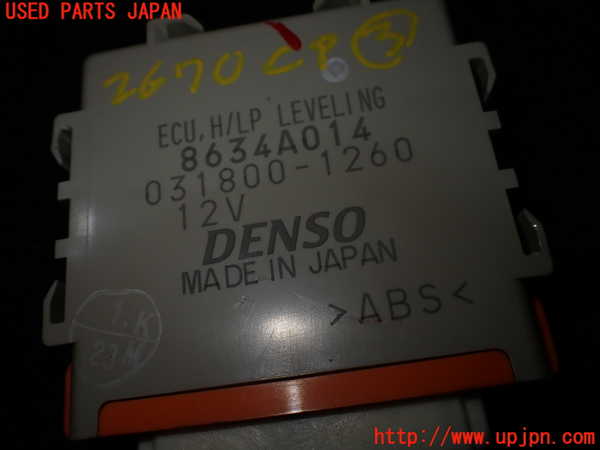 USED PARTS JAPAN
2670 CP ③
ECU, H/LP LEVELING
8634A014
031800-1260
12V
DENSO
MADE IN JAPAN
>ABS<
http://www.upjpn.com